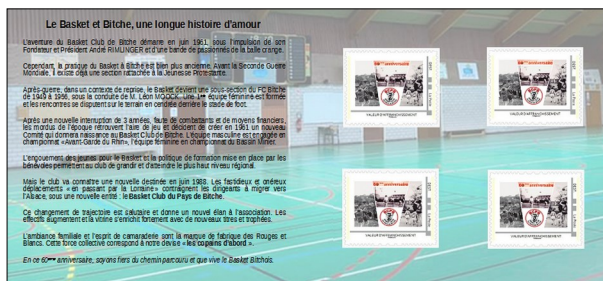 Le Basket et Bitche, une longue histoire d'amour
L'aventure du Basket Club de Bitche démarre en juin 1961, sous l'impulsion de son
Fondateur et Président André RIMLINGER et d'une bande de passionnés de la balle orange.
Cependant, la pratique du Basket à Bitche est bien plus ancienne. Avant la Seconde Guerre
Mondiale, il existe déjà une section rattachée à la Jeunesse Protestante.
Après-guerre, dans un contexte de reprise, le Basket devient une sous-section du FC Bitche
de 1949 à 1956, sous la conduite de M. Léon MOOCK. Une 1ère équipe féminine est formée
et les rencontres se disputent sur le terrain en cendrée derrière le stade de foot.
Après une nouvelle interruption de 3 années, faute de combattants et de moyens financiers,
les mordus de l'époque retrouvent l'aire de jeu et décident de créer en 1961 un nouveau
Comité qui donnera naissance au Basket Club de Bitche. L'équipe masculine est engagée en
championnat «Avant-Garde du Rhin», l'équipe féminine en championnat du Bassin Minier.
L'engouement des jeunes pour le Basket et la politique de formation mise en place par les
bénévoles permettent au club de grandir et d'atteindre le plus haut niveau régional.
Mais le club va connaître une nouvelle destinée en juin 1988. Les fastidieux et onéreux
déplacements « en passant par la Lorraine» contraignent les dirigeants à migrer vers
l'Alsace, sous une nouvelle entité : le Basket Club du Pays de Bitche.
Ce changement de trajectoire est salutaire et donne un nouvel élan à l'association. Les
effectifs augmentent et la vitrine s'enrichit fortement avec de nouveaux titres et trophées.
L'ambiance familiale et l'esprit de camaraderie sont la marque de fabrique des Rouges et
Blancs. Cette force collective correspond à notre devise « les copains d'abord ».
En ce 60ème anniversaire, soyons fiers du chemin parcouru et que vive le Basket Bitchois.